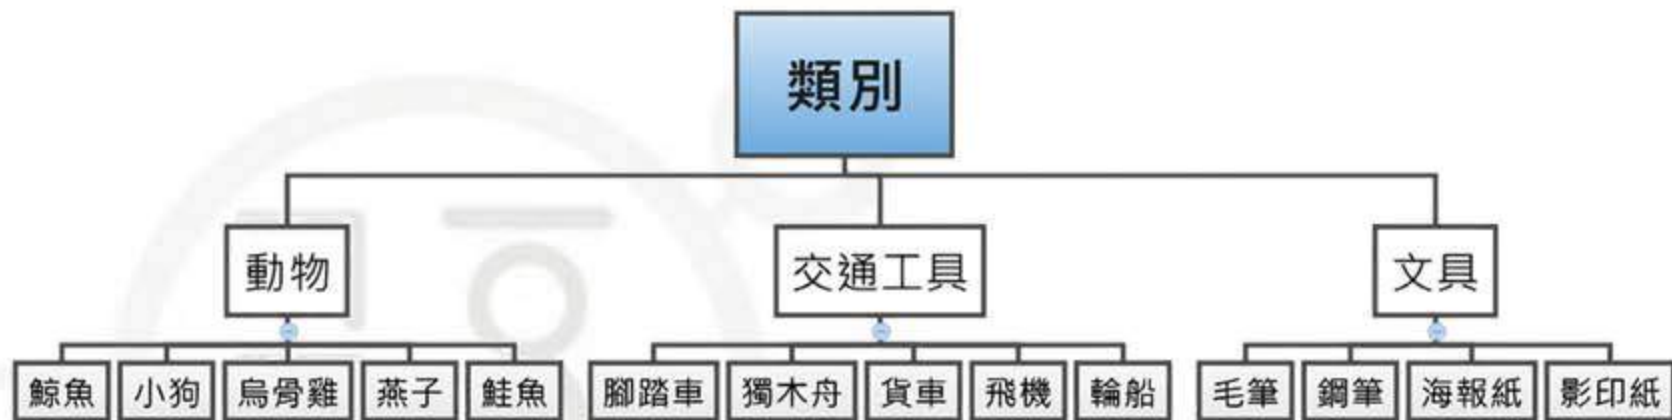 類別
動物
交通工具
文具
鯨魚
小狗
烏骨雞
燕子
鮭魚
腳踏車
獨木舟
貨車
飛機
輪船
毛筆
鋼筆
海報紙
影印紙